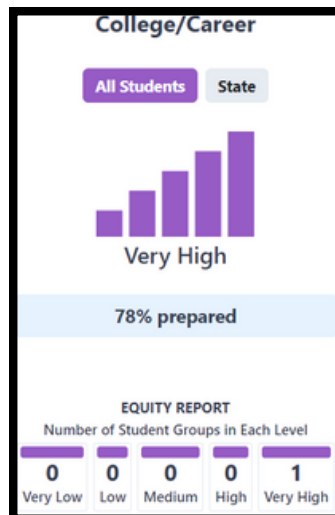 College/Career
All Students State
Very High
78% prepared
EQUITY REPORT
Number of Student Groups in Each Level
0 0 0 0 1
Very Low Low Medium High Very High